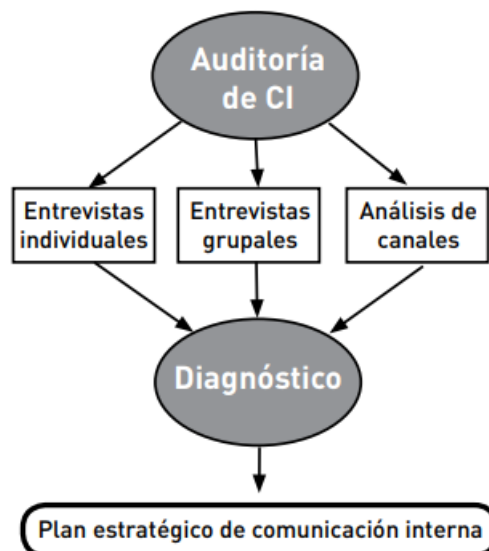 Auditoría
de CI
Entrevistas
individuales
Entrevistas
grupales
Análisis de
canales
Diagnóstico
Plan estratégico de comunicación interna